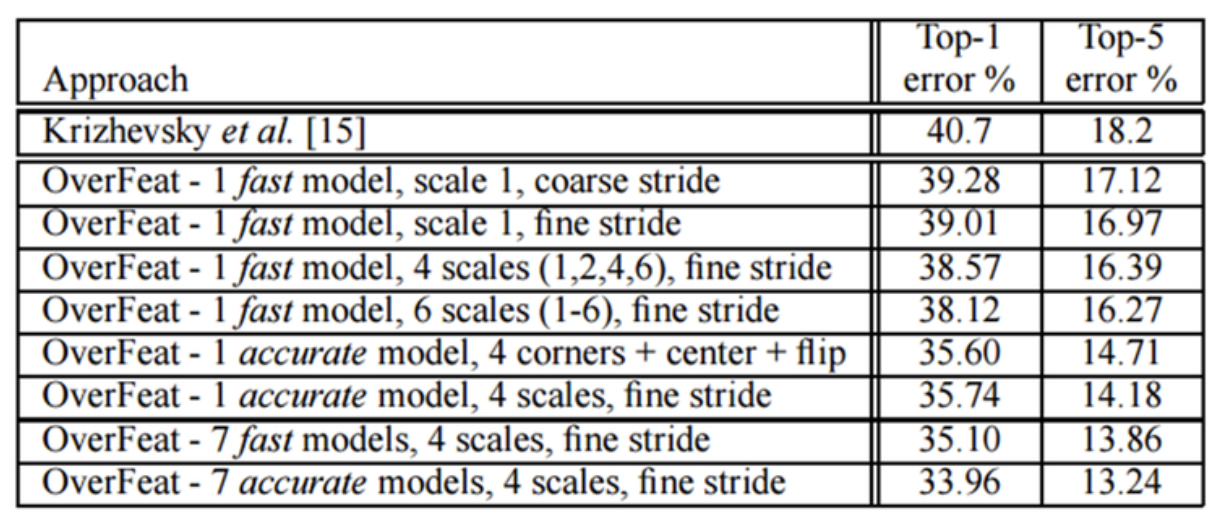 Approach Top-1 error % Top-5 error %
Krizhevsky et al. [15] 40.7 18.2
OverFeat - 1 fast model, scale 1, coarse stride 39.28 17.12
OverFeat - 1 fast model, scale 1, fine stride 39.01 16.97
OverFeat - 1 fast model, 4 scales (1,2,4,6), fine stride 38.57 16.39
OverFeat - 1 fast model, 6 scales (1-6), fine stride 38.12 16.27
OverFeat - 1 accurate model, 4 corners + center + flip 35.60 14.71
OverFeat - 1 accurate model, 4 scales, fine stride 35.74 14.18
OverFeat - 7 fast models, 4 scales, fine stride 35.10 13.86
OverFeat - 7 accurate models, 4 scales, fine stride 33.96 13.24